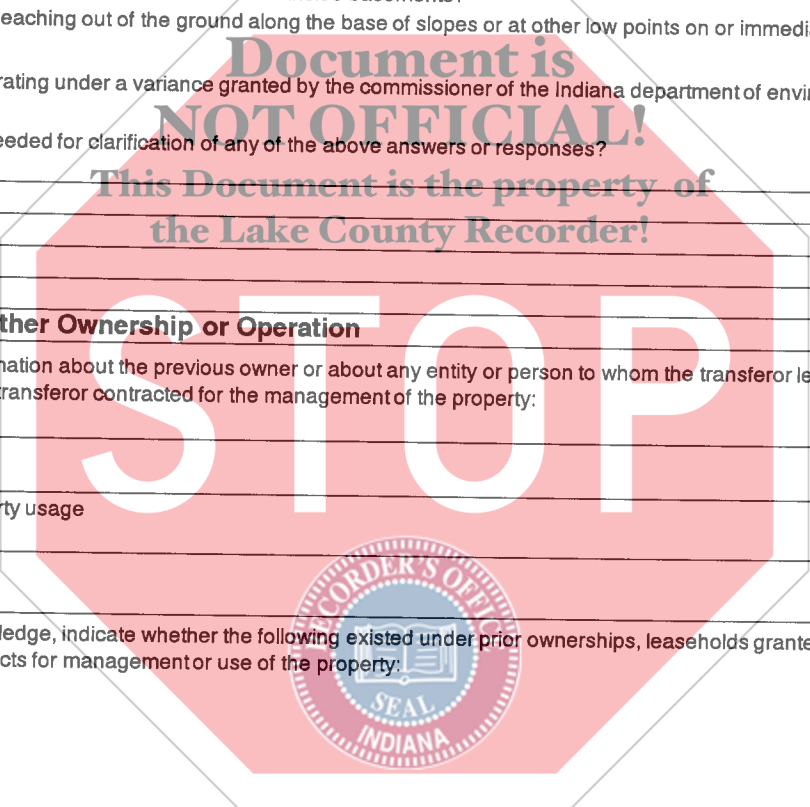 eaching out of the ground along the base of slopes or at other low points on or immedi
Document is
rating under a variance granted by the commissioner of the Indiana department of envi
NOT OFFICIAL!
eeded for clarification of any of the above answers or responses?
This Document is the property of
the Lake County Recorder!
ther Ownership or Operation
nation about the previous owner or about any entity or person to whom the transferor le
ransferor contracted for the management of the property:
STOP
rty usage
RECORDER'S OFFICE
ledge, indicate whether the following existed under prior ownerships, leaseholds grante
cts for management or use of the property:
SEAL
INDIANA